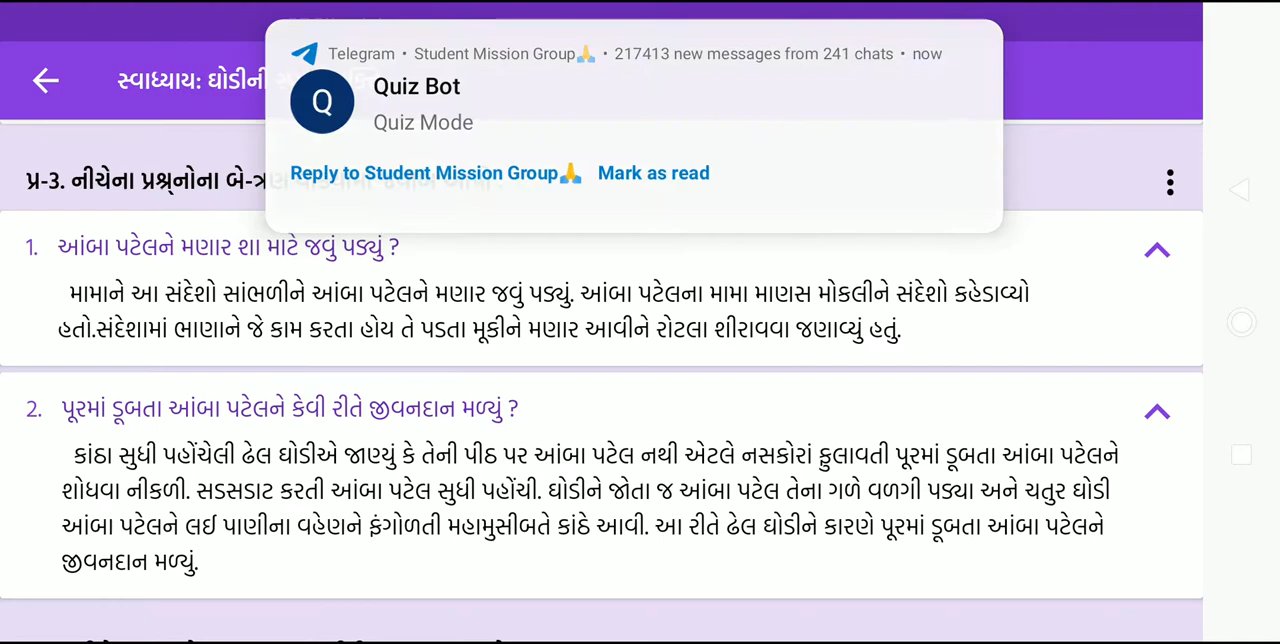 Telegram • Student Mission Group🙏 • 217413 new messages from 241 chats • now
સ્વાધ્યાય: ઘોડીની
Q
Quiz Bot
Quiz Mode
Reply to Student Mission Group🙏 Mark as read
પ્ર-3. નીચેના પ્રશ્નોના બે-ત્રણ
1. આંબા પટેલને મણાર શા માટે જવું પડ્યું ?
મામાને આ સંદેશો સાંભળીને આંબા પટેલને મણાર જવું પડ્યું. આંબા પટેલના મામા માણસ મોકલીને સંદેશો કહેડાવ્યો
હતો.સંદેશામાં ભાણાને જે કામ કરતા હોય તે પડતા મૂકીને મણાર આવીને રોટલા શીરાવવા જણાવ્યું હતું.
2. પૂરમાં ડૂબતા આંબા પટેલને કેવી રીતે જીવનદાન મળ્યું ?
કાંઠા સુધી પહોંચેલી ઢેલ ઘોડીએ જાણ્યું કે તેની પીઠ પર આંબા પટેલ નથી એટલે નસકોરાં ફુલાવતી પૂરમાં ડૂબતા આંબા પટેલને
શોધવા નીકળી. સડસડાટ કરતી આંબા પટેલ સુધી પહોંચી. ઘોડીને જોતા જ આંબા પટેલ તેના ગળે વળગી પડ્યા અને ચતુર ઘોડી
આંબા પટેલને લઈ પાણીના વહેણને ફંગોળતી મહામુસીબતે કાંઠે આવી. આ રીતે ઢેલ ઘોડીને કારણે પૂરમાં ડૂબતા આંબા પટેલને
જીવનદાન મળ્યું.